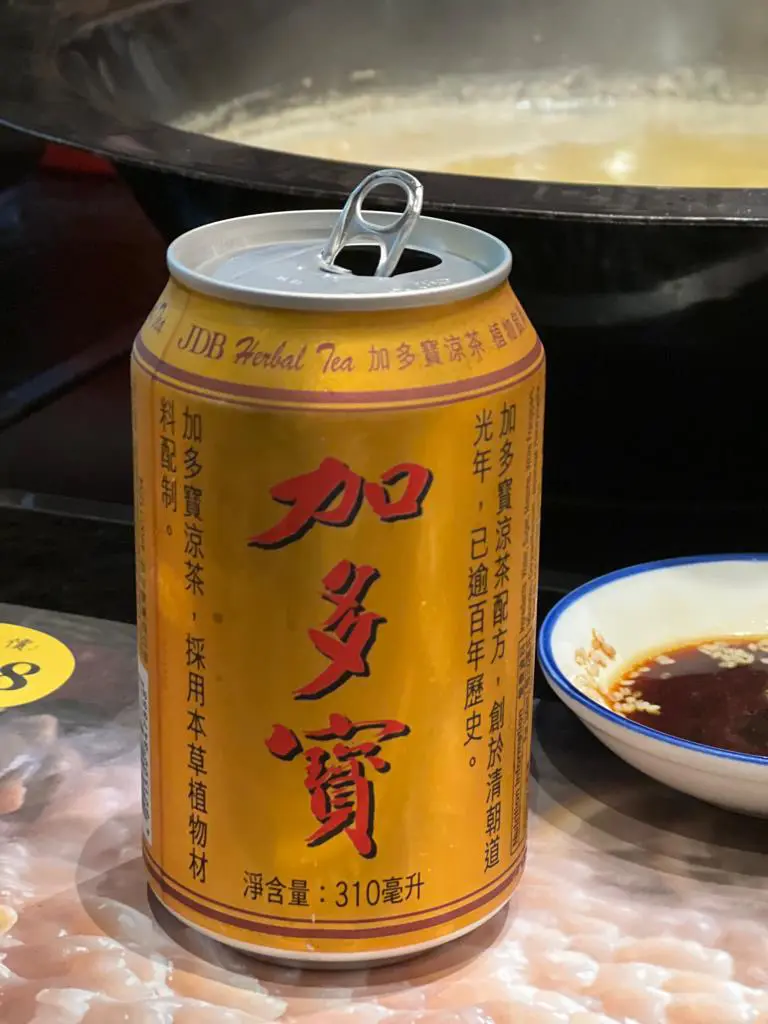 JDB Herbal Tea 加多寶涼茶
加多寶涼茶配方，創於清朝道
光年，已逾百年歷史。
加多寶
加多寶涼茶，採用本草植物材
料配制。
淨含量：310毫升
8